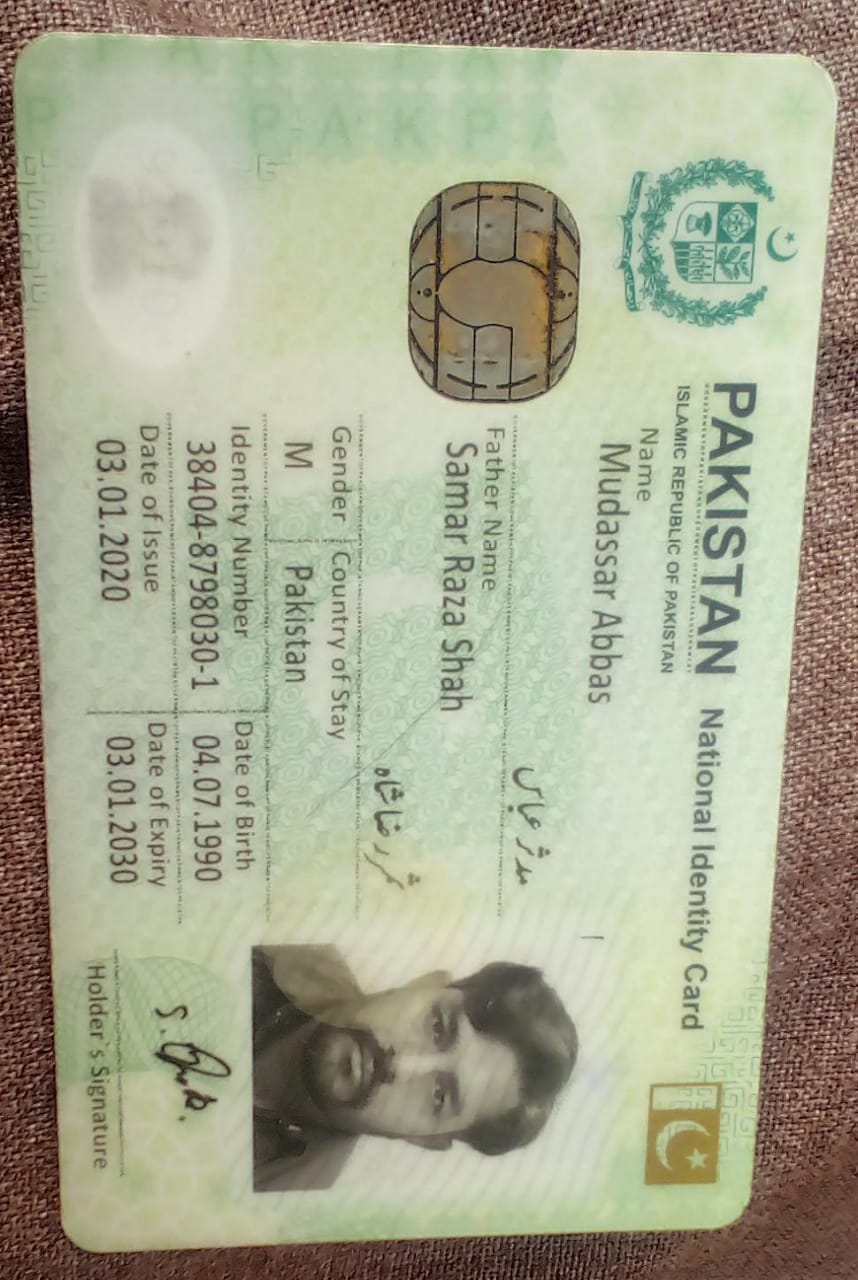 PAKISTAN National Identity Card
ISLAMIC REPUBLIC OF PAKISTAN
Name
Mudassar Abbas
مدثر عباس
Father Name
Samar Raza Shah
ثمر رضا شاہ
Gender Country of Stay
M Pakistan
Identity Number Date of Birth
38404-8798030-1 04.07.1990
Date of Issue Date of Expiry
03.01.2020 03.01.2030
Holder's Signature